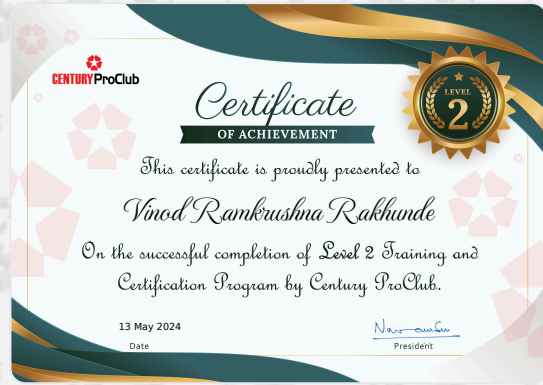 CENTURY ProClub
Certificate
OF ACHIEVEMENT
LEVEL
2
This certificate is proudly presented to
Vinod Ramkrushna Rakhunde
On the successful completion of Level 2 Training and
Certification Program by Century ProClub.
13 May 2024
Date
President